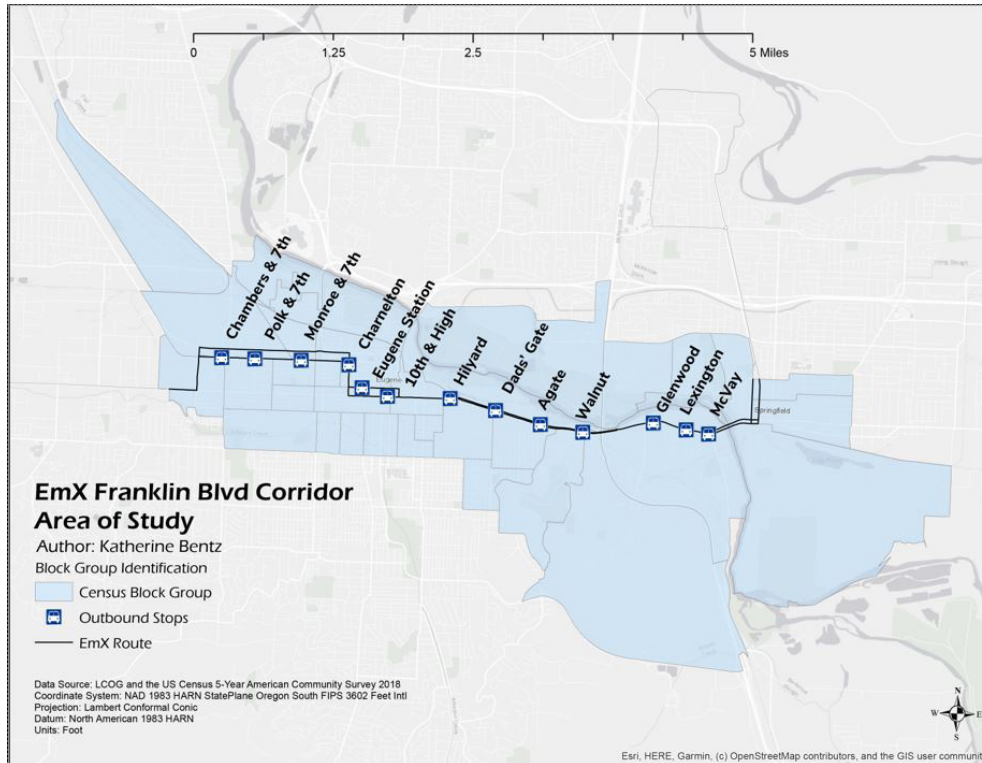 0
1.25
2.5
5 Miles
Chambers & 7th
Polk & 7th
Monroe & 7th
Charnelton
Eugene Station
10th & High
Hilyard
Dads' Gate
Agate
Walnut
Glenwood
Lexington
McVay
Eugene
Springfield
EmX Franklin Blvd Corridor
Area of Study
Author: Katherine Bentz
Block Group Identification
Census Block Group
Outbound Stops
EmX Route
Data Source: LCOG and the US Census 5-Year American Community Survey 2018
Coordinate System: NAD 1983 HARN StatePlane Oregon South FIPS 3602 Feet Intl
Projection: Lambert Conformal Conic
Datum: North American 1983 HARN
Units: Foot
N
W
E
S
Esri, HERE, Garmin, (c) OpenStreetMap contributors, and the GIS user communit